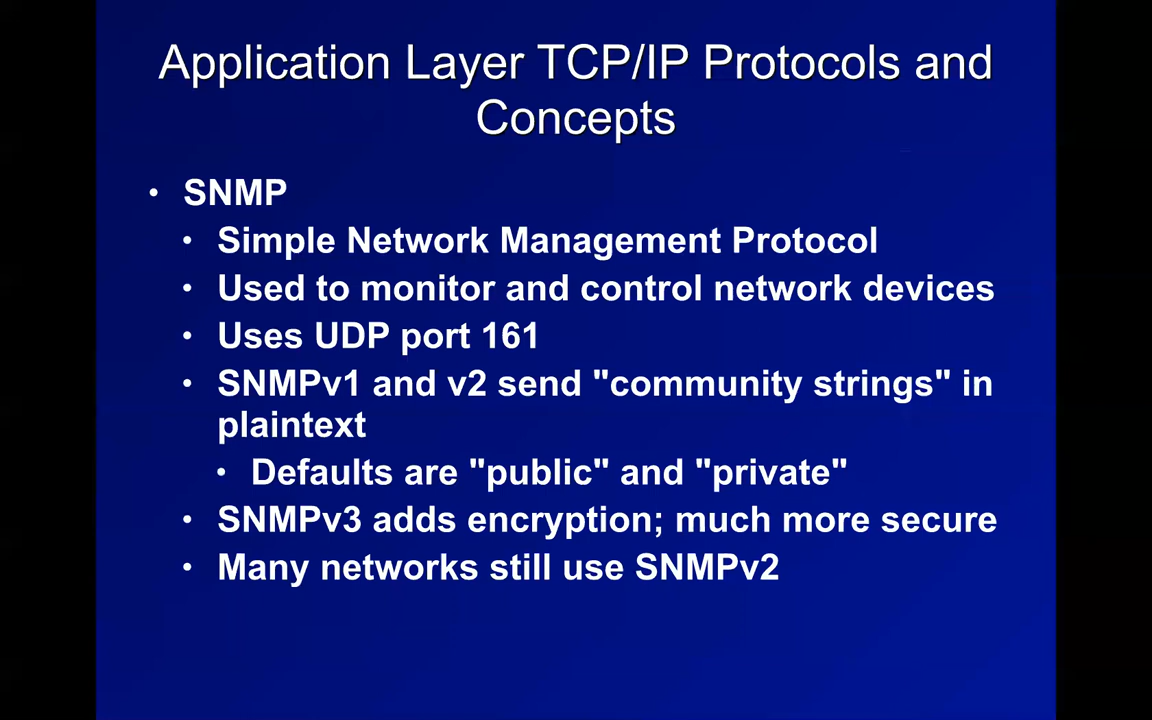 Application Layer TCP/IP Protocols and
Concepts
• SNMP
• Simple Network Management Protocol
• Used to monitor and control network devices
• Uses UDP port 161
• SNMPv1 and v2 send "community strings" in
plaintext
• Defaults are "public" and "private"
• SNMPv3 adds encryption; much more secure
• Many networks still use SNMPv2